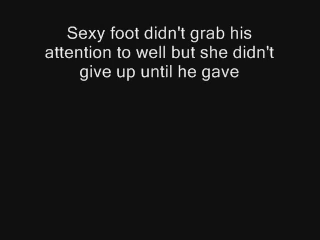 Sexy foot didn't grab his
attention to well but she didn't
give up until he gave